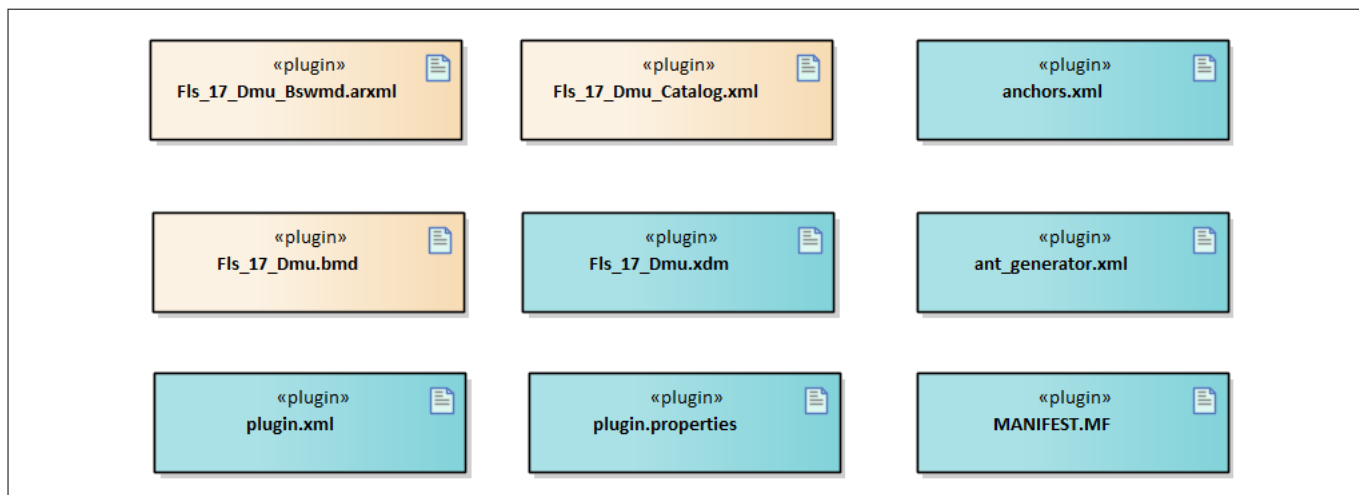 «plugin»
Fls_17_Dmu_Bswmd.arxml
«plugin»
Fls_17_Dmu_Catalog.xml
«plugin»
anchors.xml
«plugin»
Fls_17_Dmu.bmd
«plugin»
Fls_17_Dmu.xdm
«plugin»
ant_generator.xml
«plugin»
plugin.xml
«plugin»
plugin.properties
«plugin»
MANIFEST.MF